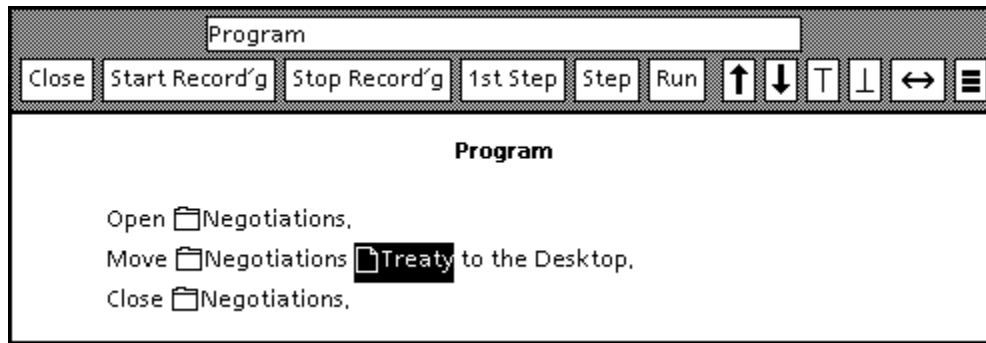 Program
Close Start Record´g Stop Record´g 1st Step Step Run
Program
Open Negotiations,
Move Negotiations Treaty to the Desktop,
Close Negotiations,